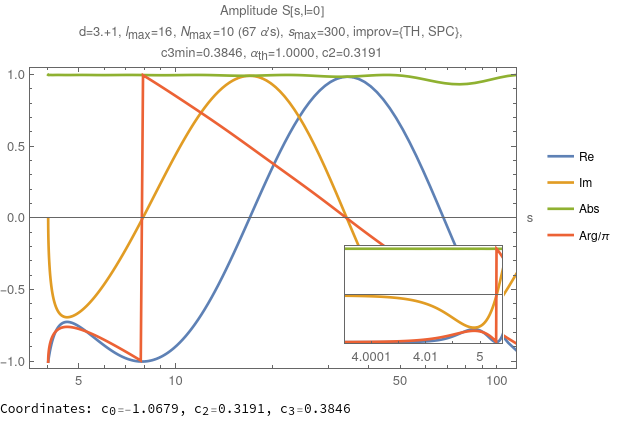 Amplitude S[s,l=0]
d=3.+1, lmax=16, Nmax=10 (67 α's), smax=300, improv={TH, SPC},
c3min=0.3846, αth=1.0000, c2=0.3191
1.0
0.5
0.0
-0.5
-1.0
5
10
50
100
s
4.0001
4.01
5
Re
Im
Abs
Arg/π
Coordinates: c0=-1.0679, c2=0.3191, c3=0.3846